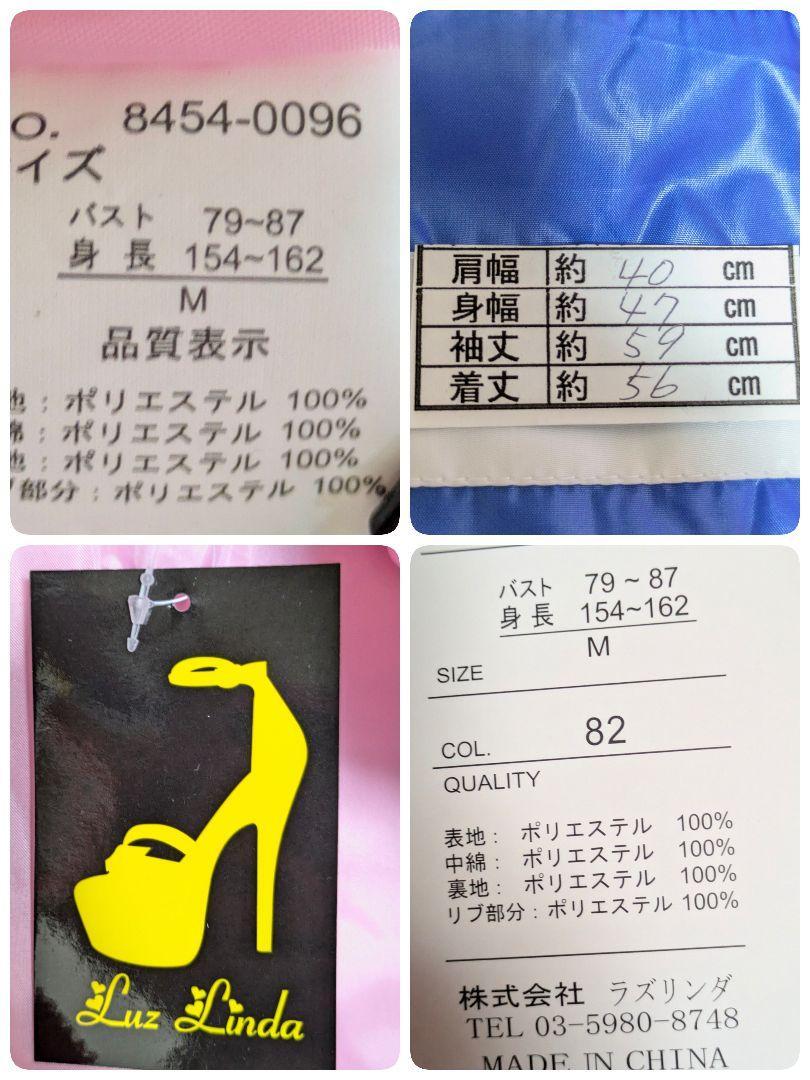 O. 8454-0096
イズ
バスト 79~87
身長 154~162
M
品質表示
地: ポリエステル 100%
綿: ポリエステル 100%
地: ポリエステル 100%
ブ部分: ポリエステル 100%
肩幅 約 40 cm
身幅 約 47 cm
袖丈 約 59 cm
着丈 約 56 cm
Luz Linda
バスト 79~87
身長 154~162
M
SIZE
COL. 82
QUALITY
表地: ポリエステル 100%
中綿: ポリエステル 100%
裏地: ポリエステル 100%
リブ部分: ポリエステル 100%
株式会社 ラズリンダ
TEL 03-5980-8748
MADE IN CHINA